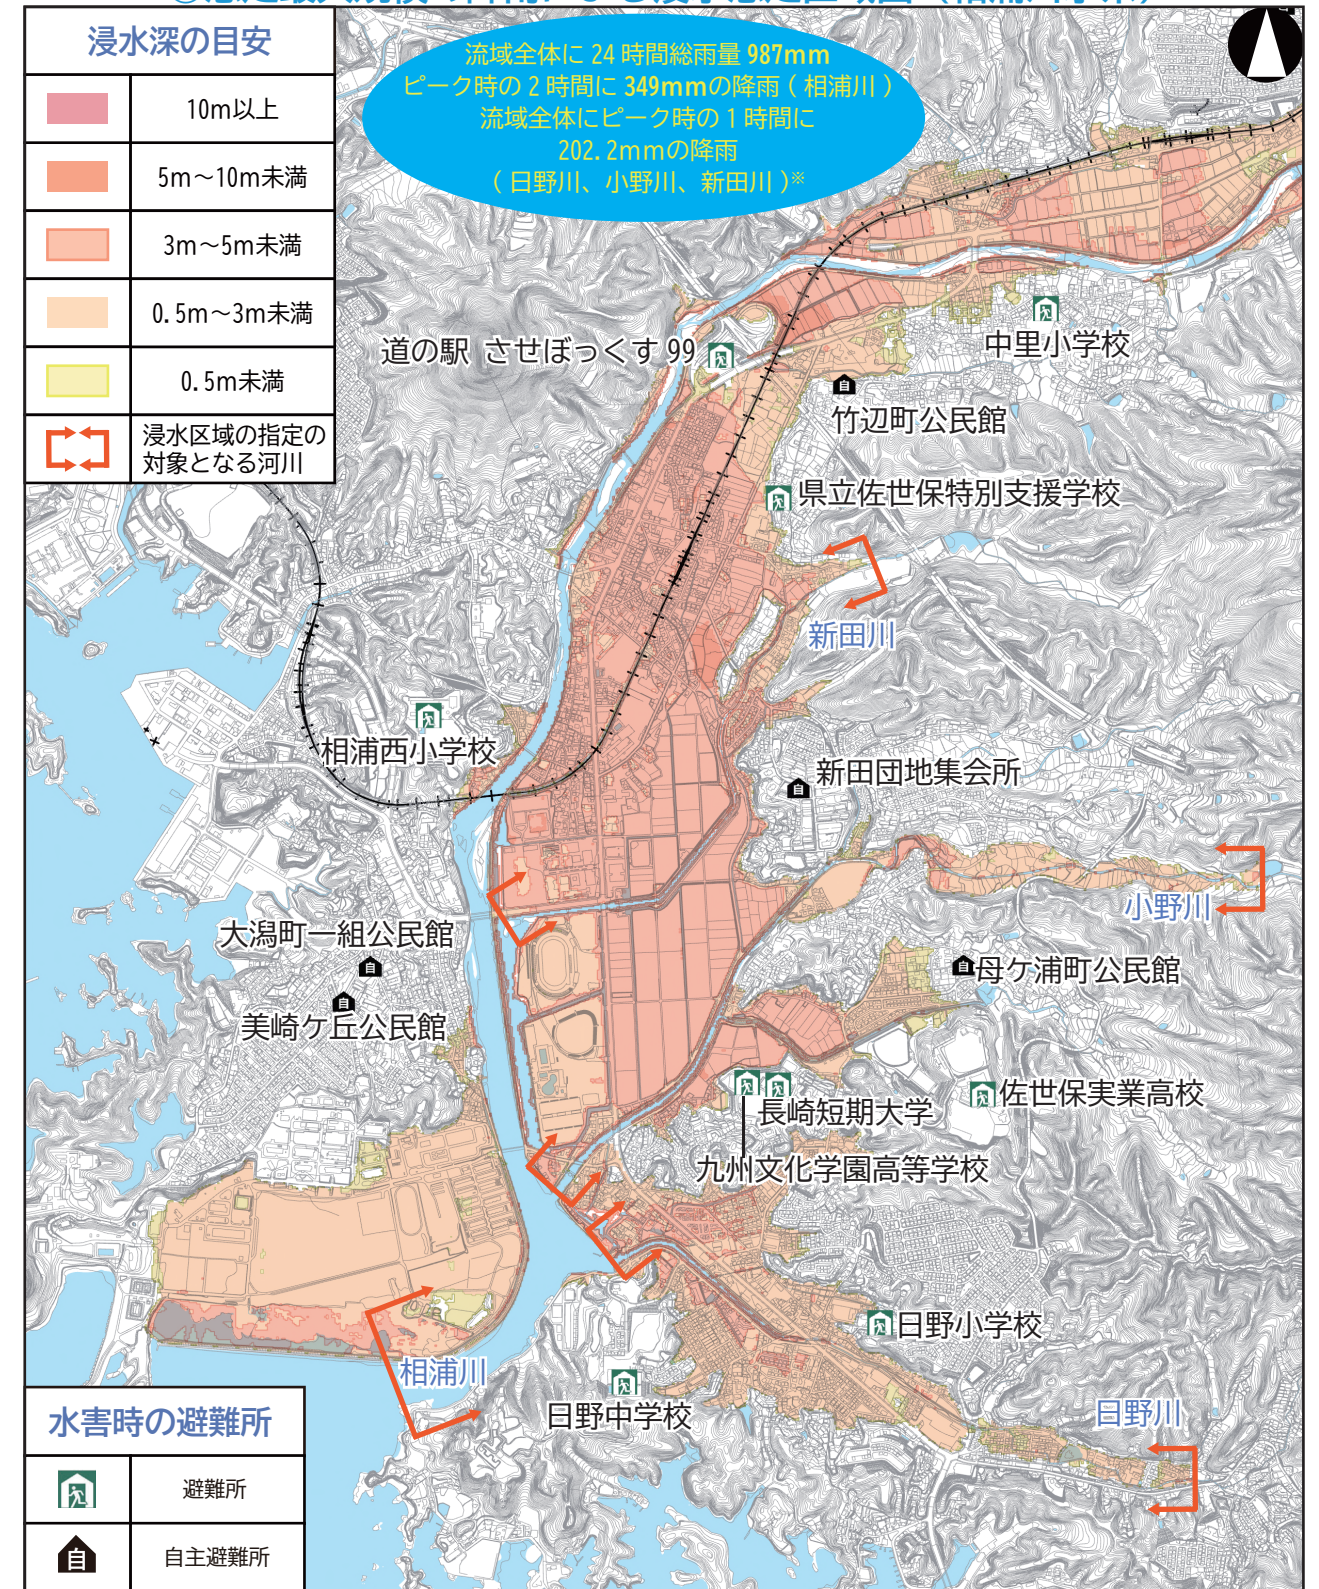 浸水深の目安
10m以上
5m～10m未満
3m～5m未満
0.5m～3m未満
0.5m未満
浸水区域の指定の
対象となる河川
流域全体に 24 時間総雨量 987mm
ピーク時の 2 時間に 349mmの降雨 ( 相浦川 )
流域全体にピーク時の 1 時間に
202.2mmの降雨
( 日野川、小野川、新田川 )※
道の駅 させぼっくす 99
中里小学校
竹辺町公民館
県立佐世保特別支援学校
新田川
相浦西小学校
新田団地集会所
小野川
大潟町一組公民館
母ケ浦町公民館
美崎ケ丘公民館
佐世保実業高校
長崎短期大学
九州文化学園高等学校
日野小学校
相浦川
日野中学校
日野川
水害時の避難所
避難所
自
自主避難所